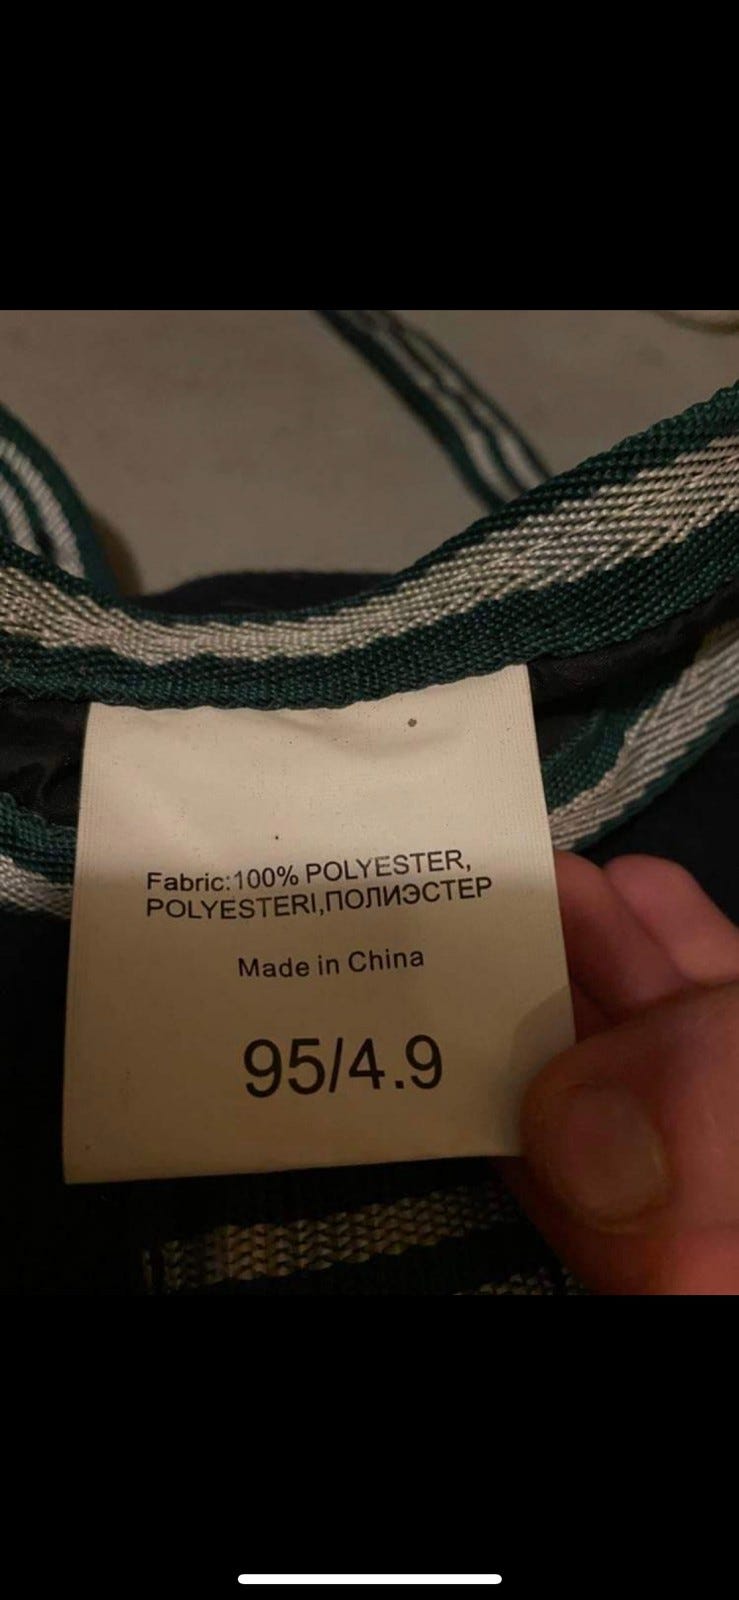 Fabric:100% POLYESTER,
POLYESTERI,ПОЛИЭСТЕР
Made in China
95/4.9